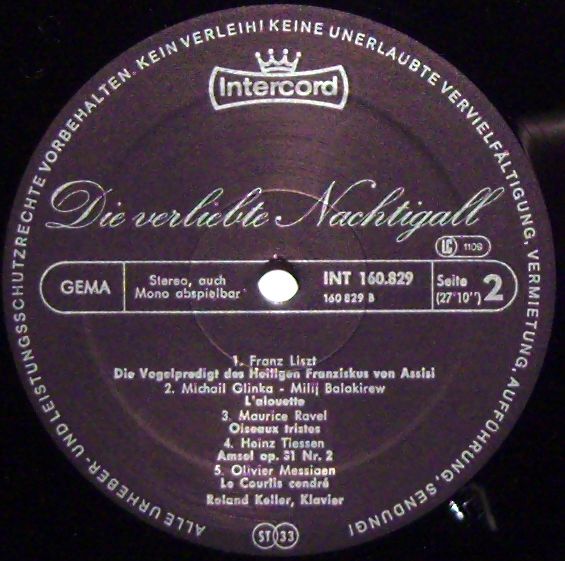 ALLE URHEBER- UND LEISTUNGSSCHUTZRECHTE VORBEHALTEN. KEIN VERLEIH! KEINE UNERLAUBTE VERVIELFÄLTIGUNG, VERMIETUNG, AUFFÜHRUNG, SENDUNG!
Intercord
Die verliebte Nachtigall
LC 1109
GEMA
Stereo, auch
Mono abspielbar
INT 160.829
160 829 B
Seite 2
(27'10'')
1. Franz Liszt
Die Vogelpredigt des Heiligen Franziskus von Assisi
2. Michail Glinka - Milij Balakirew
L'alouette
3. Maurice Ravel
Oiseaux tristes
4. Heinz Tiessen
Amsel op. 31 Nr. 2
5. Olivier Messiaen
Le Courlis cendré
Roland Keller, Klavier
ST 33